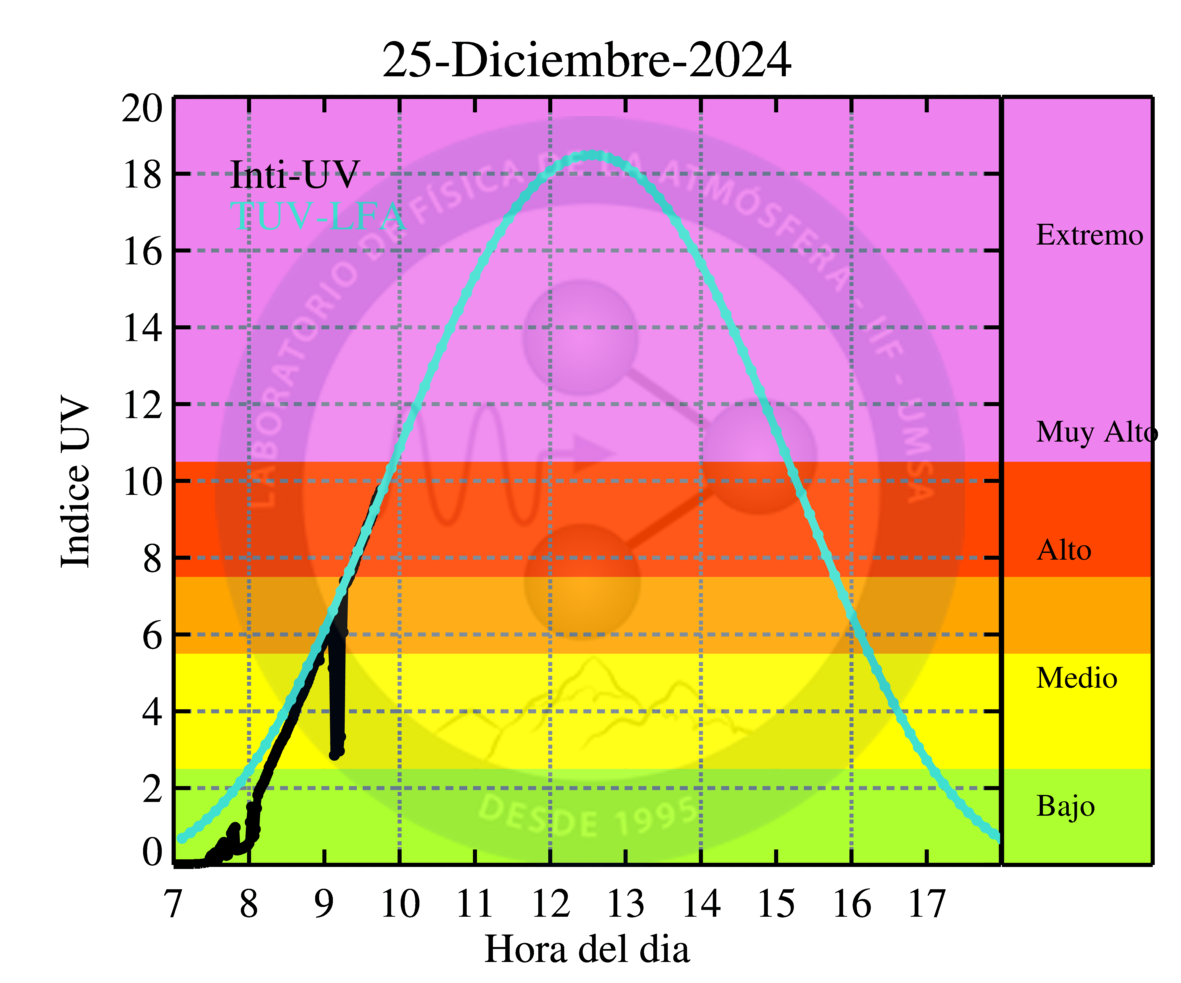 25-Diciembre-2024
20
18
16
14
12
10
8
6
4
2
0
Indice UV
Inti-UV
TUV-LFA
LABORATORIO DE FÍSICA DE LA ATMÓSFERA - IIF - UMSA
DESDE 1995
Extremo
Muy Alto
Alto
Medio
Bajo
7 8 9 10 11 12 13 14 15 16 17
Hora del dia